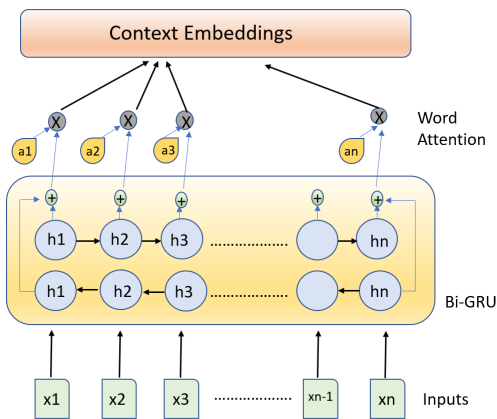 Context Embeddings
X X X X
Word
Attention
a1 a2 a3 an
+ + + + +
h1 h2 h3 .................... hn
h1 h2 h3 .................... hn
Bi-GRU
x1 x2 x3 .................... xn-1 xn
Inputs